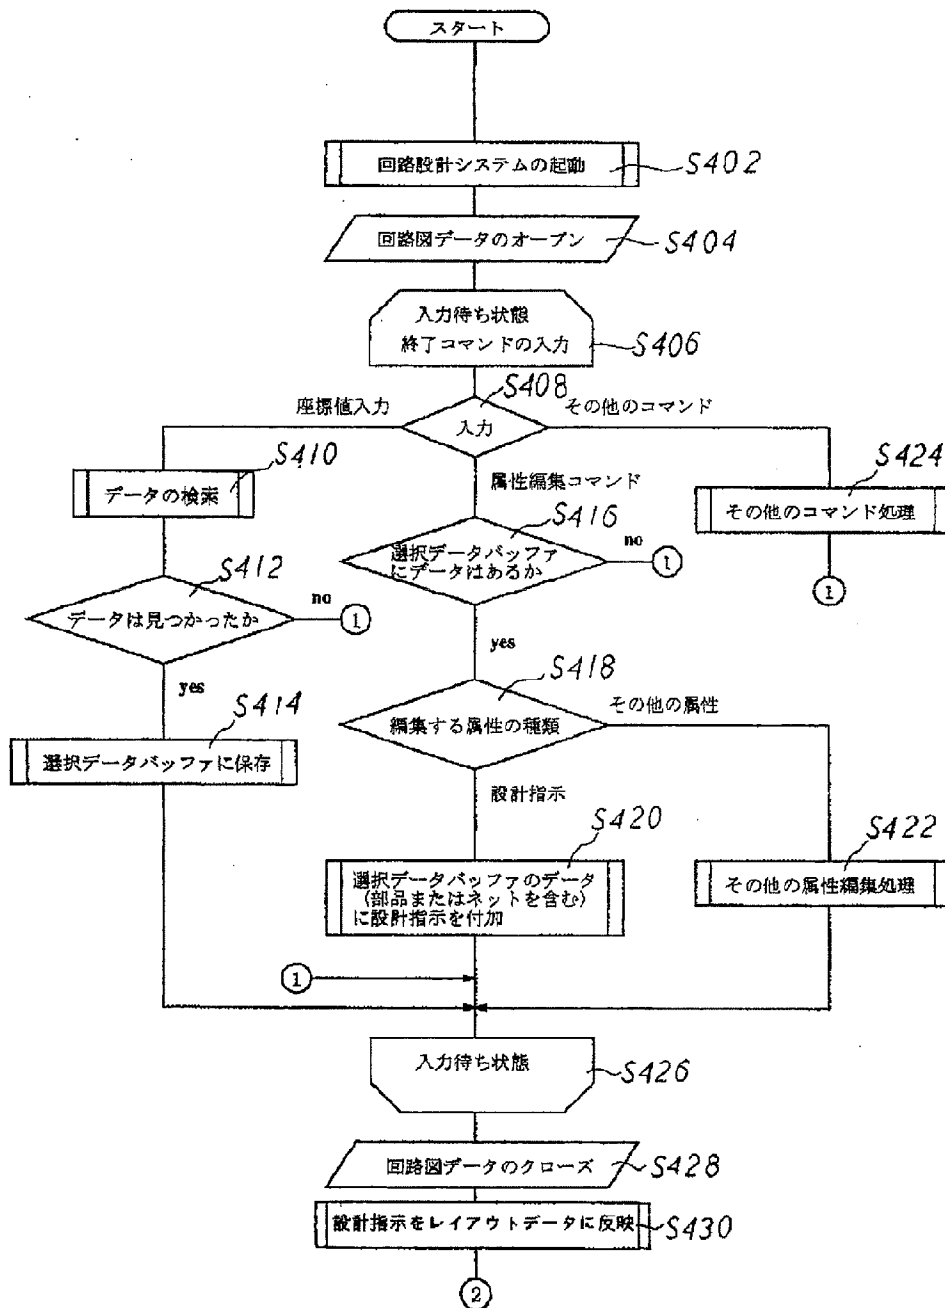 スタート
回路設計システムの起動
S402
回路図データのオープン
S404
入力待ち状態
終了コマンドの入力
S406
S408
座標値入力
その他のコマンド
入力
S410
データの検索
属性編集コマンド
S424
その他のコマンド処理
S416
選択データバッファ
にデータはあるか
no
1
1
S412
データは見つかったか
no
1
yes
yes
S418
編集する属性の種類
その他の属性
S414
選択データバッファに保存
設計指示
S420
選択データバッファのデータ
(部品またはネットを含む)
に設計指示を付加
S422
その他の属性編集処理
1
入力待ち状態
S426
回路図データのクローズ
S428
設計指示をレイアウトデータに反映
S430
2